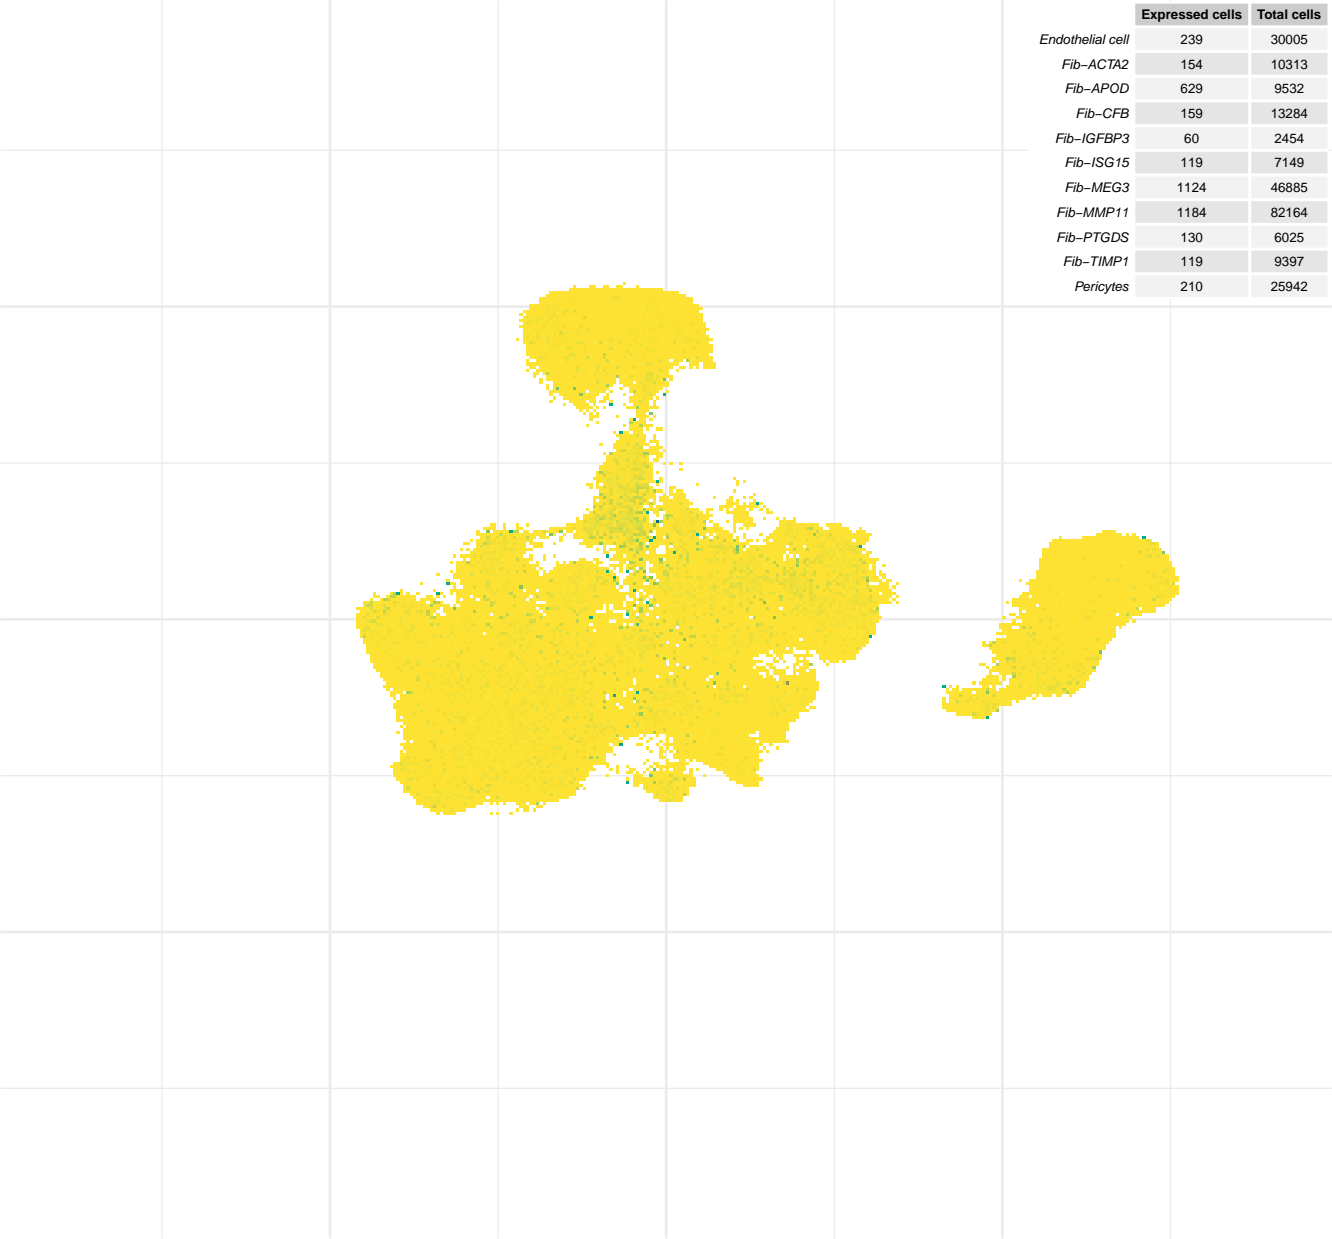 Expressed cells Total cells
Endothelial cell 239 30005
Fib−ACTA2 154 10313
Fib−APOD 629 9532
Fib−CFB 159 13284
Fib−IGFBP3 60 2454
Fib−ISG15 119 7149
Fib−MEG3 1124 46885
Fib−MMP11 1184 82164
Fib−PTGDS 130 6025
Fib−TIMP1 119 9397
Pericytes 210 25942